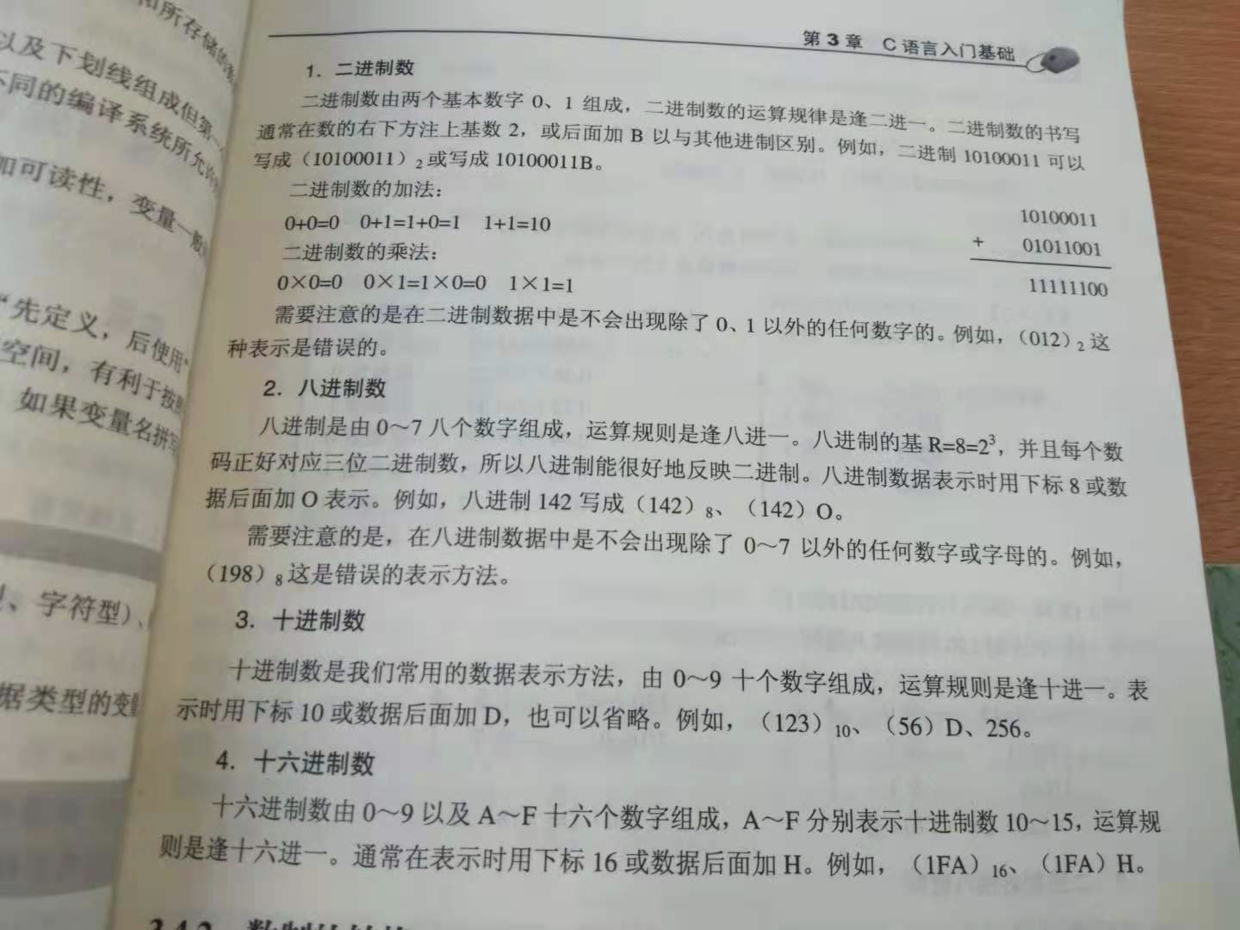 和所存储的数
以及下划线组成但第一
不同的编译系统所允许
如可读性，变量一般
“先定义，后使用”
空间，有利于按照
如果变量名拼写
、字符型）、
据类型的变量
第 3 章 C 语言入门基础
1．二进制数
二进制数由两个基本数字 0、1 组成，二进制数的运算规律是逢二进一。二进制数的书写
通常在数的右下方注上基数 2，或后面加 B 以与其他进制区别。例如，二进制 10100011 可以
写成（10100011）2 或写成 10100011B。
二进制数的加法：
0+0=0 0+1=1+0=1 1+1=10
二进制数的乘法：
0×0=0 0×1=1×0=0 1×1=1
10100011
+ 01011001
11111100
需要注意的是在二进制数据中是不会出现除了 0、1 以外的任何数字的。例如，（012）2 这
种表示是错误的。
2．八进制数
八进制是由 0～7 八个数字组成，运算规则是逢八进一。八进制的基 R=8=2³，并且每个数
码正好对应三位二进制数，所以八进制能很好地反映二进制。八进制数据表示时用下标 8 或数
据后面加 O 表示。例如，八进制 142 写成（142）8、（142）O。
需要注意的是，在八进制数据中是不会出现除了 0～7 以外的任何数字或字母的。例如，
（198）8 这是错误的表示方法。
3．十进制数
十进制数是我们常用的数据表示方法，由 0～9 十个数字组成，运算规则是逢十进一。表
示时用下标 10 或数据后面加 D，也可以省略。例如，（123）10、（56）D、256。
4．十六进制数
十六进制数由 0～9 以及 A～F 十六个数字组成，A～F 分别表示十进制数 10～15，运算规
则是逢十六进一。通常在表示时用下标 16 或数据后面加 H。例如，（1FA）16、（1FA）H。